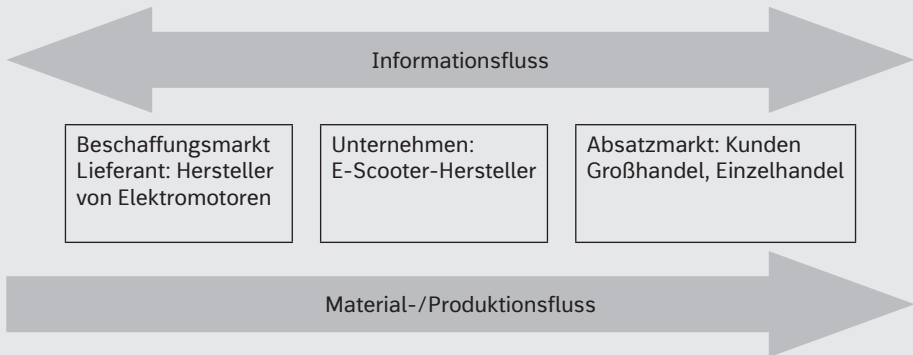 Informationsfluss
Beschaffungsmarkt
Lieferant: Hersteller
von Elektromotoren
Unternehmen:
E-Scooter-Hersteller
Absatzmarkt: Kunden
Großhandel, Einzelhandel
Material-/Produktionsfluss